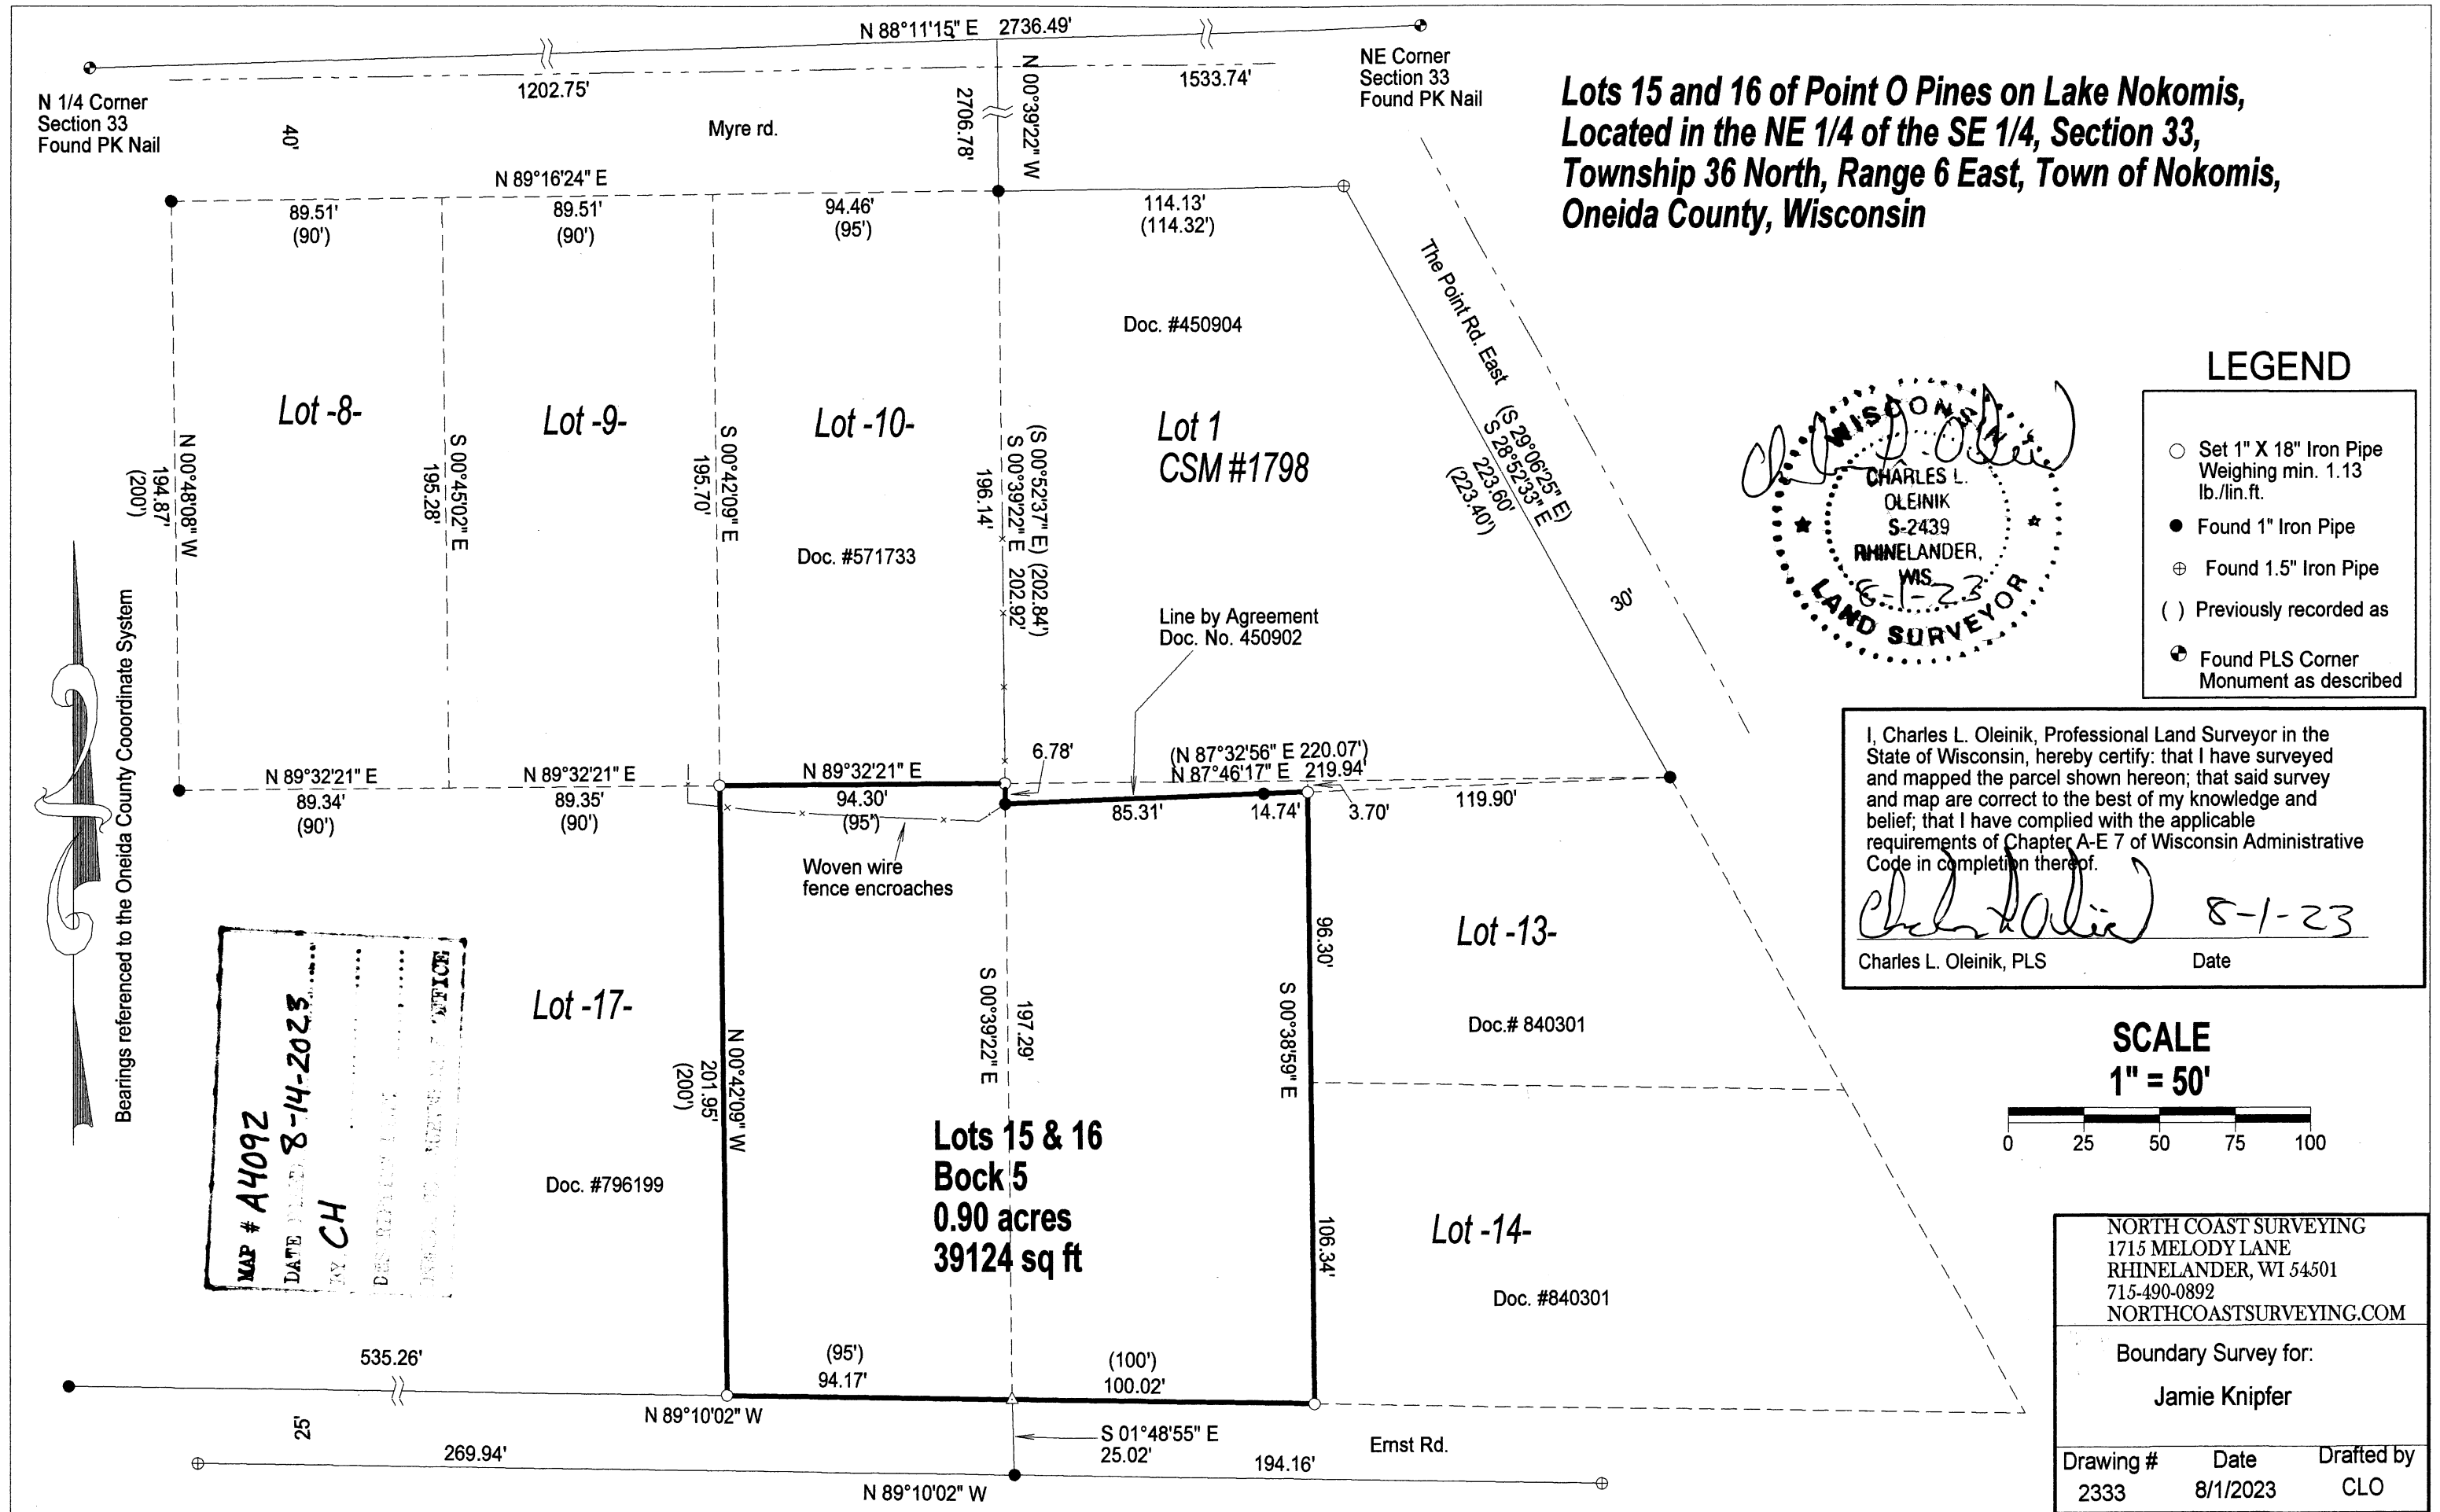 N 88°11'15" E 2736.49'
N 1/4 Corner
Section 33
Found PK Nail
1202.75'
1533.74'
NE Corner
Section 33
Found PK Nail
40'
Myre rd.
N 00°39'22" W
2706.78'
Lots 15 and 16 of Point O Pines on Lake Nokomis,
Located in the NE 1/4 of the SE 1/4, Section 33,
Township 36 North, Range 6 East, Town of Nokomis,
Oneida County, Wisconsin
N 89°16'24" E
89.51'
(90')
89.51'
(90')
94.46'
(95')
114.13'
(114.32')
The Point Rd. East
(S 29°06'25" E)
S 28°52'33" E
223.60'
(223.40')
30'
Doc. #450904
Lot -8-
Lot -9-
Lot -10-
Lot 1
CSM #1798
N 00°48'08" W
194.87'
(200')
S 00°45'02" E
195.28'
S 00°42'09" E
195.70'
Doc. #571733
196.14'
(S 00°52'37" E) (202.84')
S 00°39'22" E 202.92'
Line by Agreement
Doc. No. 450902
LEGEND
Set 1" X 18" Iron Pipe
Weighing min. 1.13
lb./lin.ft.
Found 1" Iron Pipe
Found 1.5" Iron Pipe
( ) Previously recorded as
Found PLS Corner
Monument as described
WISCONSIN
CHARLES L.
OLEINIK
S-2439
RHINELANDER,
WIS.
8-1-23
LAND SURVEYOR
Bearings referenced to the Oneida County Coordinate System
N 89°32'21" E
89.34'
(90')
N 89°32'21" E
89.35'
(90')
N 89°32'21" E
94.30'
(95')
6.78'
(N 87°32'56" E 220.07')
N 87°46'17" E 219.94'
85.31'
14.74'
3.70'
119.90'
Woven wire
fence encroaches
I, Charles L. Oleinik, Professional Land Surveyor in the
State of Wisconsin, hereby certify: that I have surveyed
and mapped the parcel shown hereon; that said survey
and map are correct to the best of my knowledge and
belief; that I have complied with the applicable
requirements of Chapter A-E 7 of Wisconsin Administrative
Code in completion thereof.
8-1-23
Charles L. Oleinik, PLS
Date
MAP # A4092
DATE 8-14-2023
BY CH
Lot -17-
N 00°42'09" W
201.95'
(200')
Doc. #796199
S 00°39'22" E
197.29'
96.30'
S 00°38'59" E
106.34'
Lot -13-
Doc.# 840301
Lot -14-
Doc. #840301
Lots 15 & 16
Bock 5
0.90 acres
39124 sq ft
SCALE
1" = 50'
0 25 50 75 100
535.26'
(95')
94.17'
(100')
100.02'
N 89°10'02" W
25'
269.94'
S 01°48'55" E
25.02'
Ernst Rd.
194.16'
N 89°10'02" W
NORTH COAST SURVEYING
1715 MELODY LANE
RHINELANDER, WI 54501
715-490-0892
NORTHCOASTSURVEYING.COM
Boundary Survey for:
Jamie Knipfer
Drawing # Date Drafted by
2333 8/1/2023 CLO